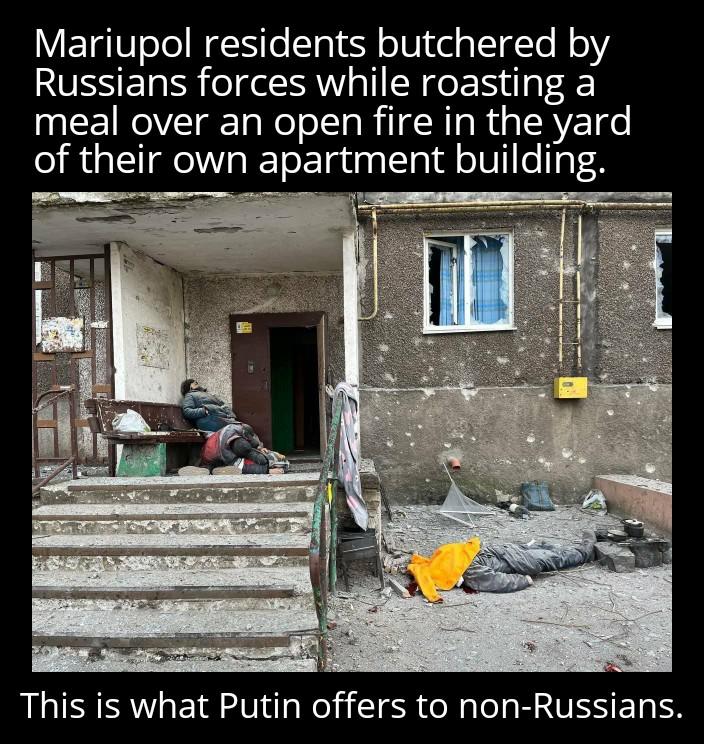 Mariupol residents butchered by
Russians forces while roasting a
meal over an open fire in the yard
of their own apartment building.
This is what Putin offers to non-Russians.